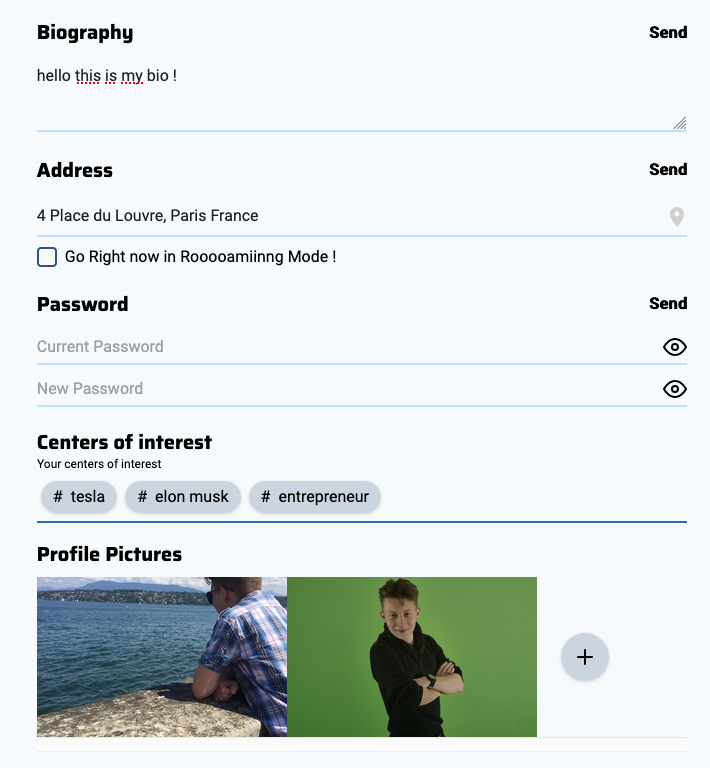 Biography Send
hello this is my bio !
Address Send
4 Place du Louvre, Paris France
Go Right now in Rooooamiinng Mode !
Password Send
Current Password
New Password
Centers of interest
Your centers of interest
# tesla # elon musk # entrepreneur
Profile Pictures